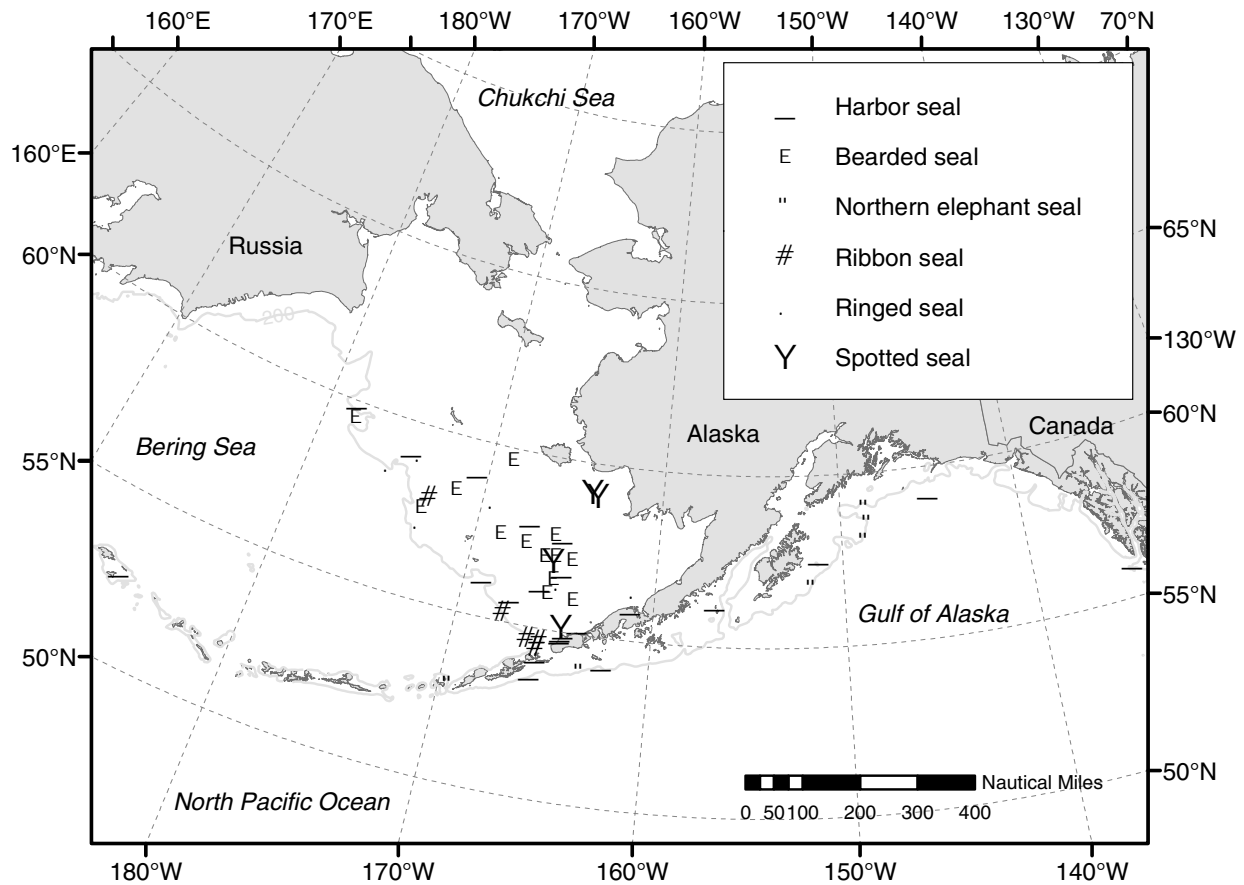 160°E 170°E 180°W 170°W 160°W 150°W 140°W 130°W 70°N
Chukchi Sea
Harbor seal
Bearded seal
Northern elephant seal
Ribbon seal
Ringed seal
Spotted seal
160°E
60°N
55°N
50°N
65°N
130°W
60°N
55°N
50°N
Russia
200
Alaska
Canada
Bering Sea
Gulf of Alaska
North Pacific Ocean
Nautical Miles
0 50 100 200 300 400
180°W 170°W 160°W 150°W 140°W